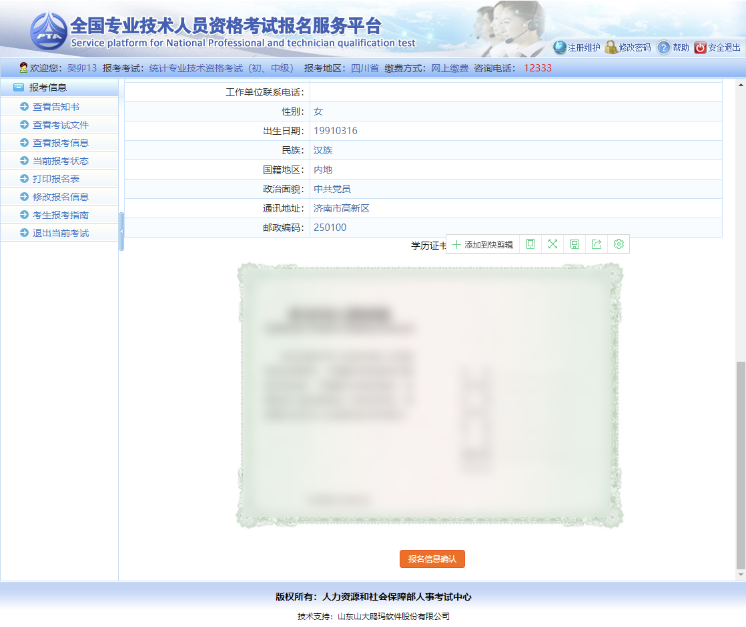 全国专业技术人员资格考试报名服务平台
Service platform for National Professional and technician qualification test
注册维护 修改密码 帮助 安全退出
欢迎您：癸卯13 报考考试：统计专业技术资格考试（初、中级） 报考地区：四川省 缴费方式：网上缴费 咨询电话：12333
报考信息
查看告知书
查看考试文件
查看报考信息
当前报考状态
打印报名表
修改报名信息
考生报考指南
退出当前考试
工作单位联系电话：
性别：女
出生日期：19910316
民族：汉族
国籍地区：内地
政治面貌：中共党员
通讯地址：济南市高新区
邮政编码：250100
学历证书
添加到快剪辑
报名信息确认
版权所有：人力资源和社会保障部人事考试中心
技术支持：山东山大鸥玛软件股份有限公司